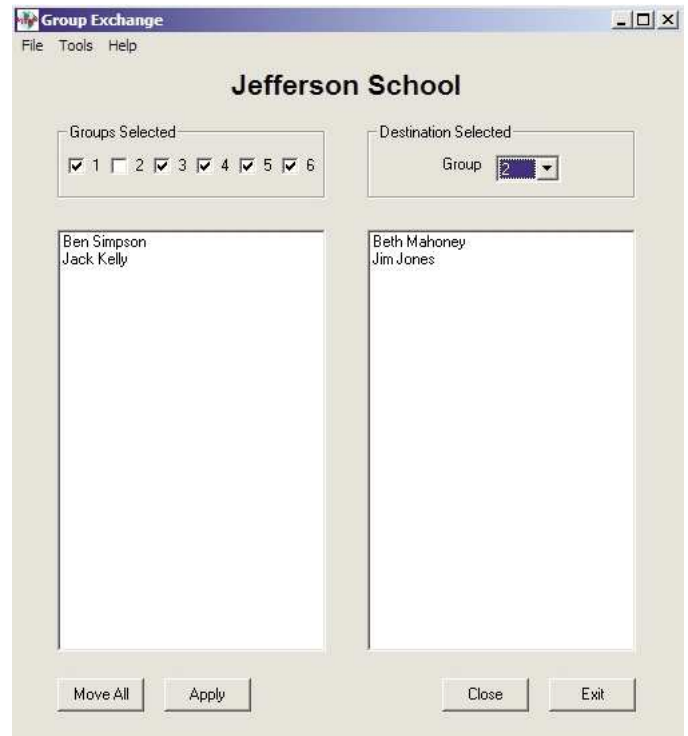 Group Exchange
File Tools Help
Jefferson School
Groups Selected
1 2 3 4 5 6
Destination Selected
Group 2
Ben Simpson
Jack Kelly
Beth Mahoney
Jim Jones
Move All Apply Close Exit